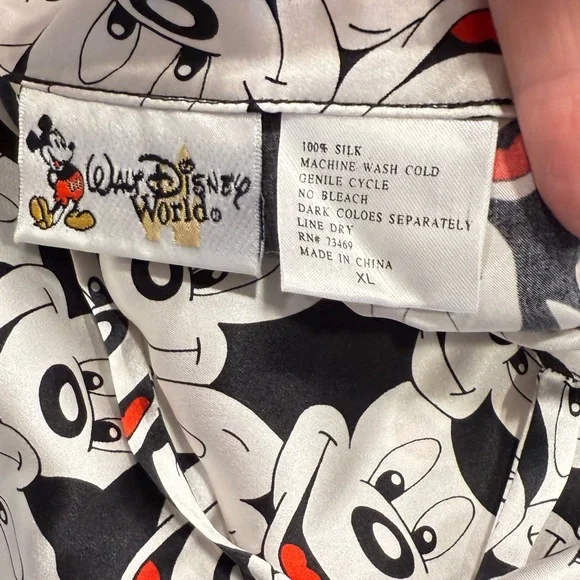 Walt Disney
World®
100% SILK
MACHINE WASH COLD
GENILE CYCLE
NO BLEACH
DARK COLOES SEPARATELY
LINE DRY
RN# 73469
MADE IN CHINA
XL